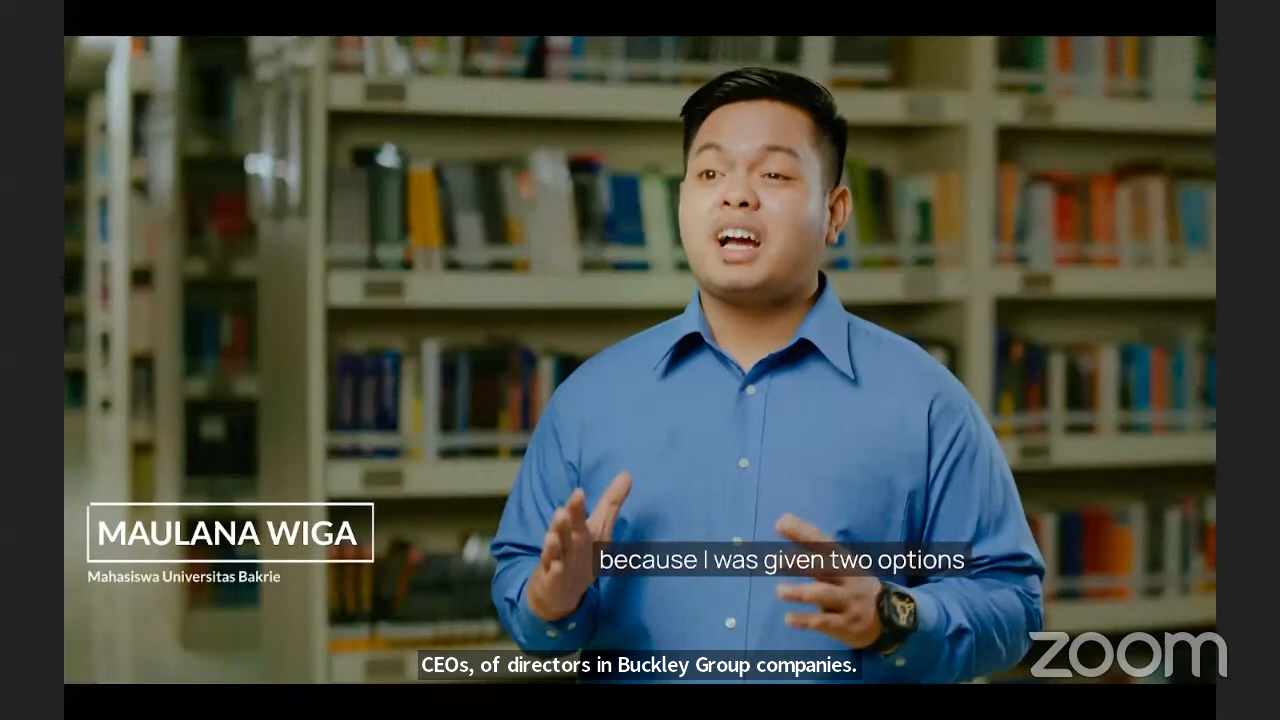 MAULANA WIGA
Mahasiswa Universitas Bakrie
because I was given two options
CEOs, of directors in Buckley Group companies.
zoom